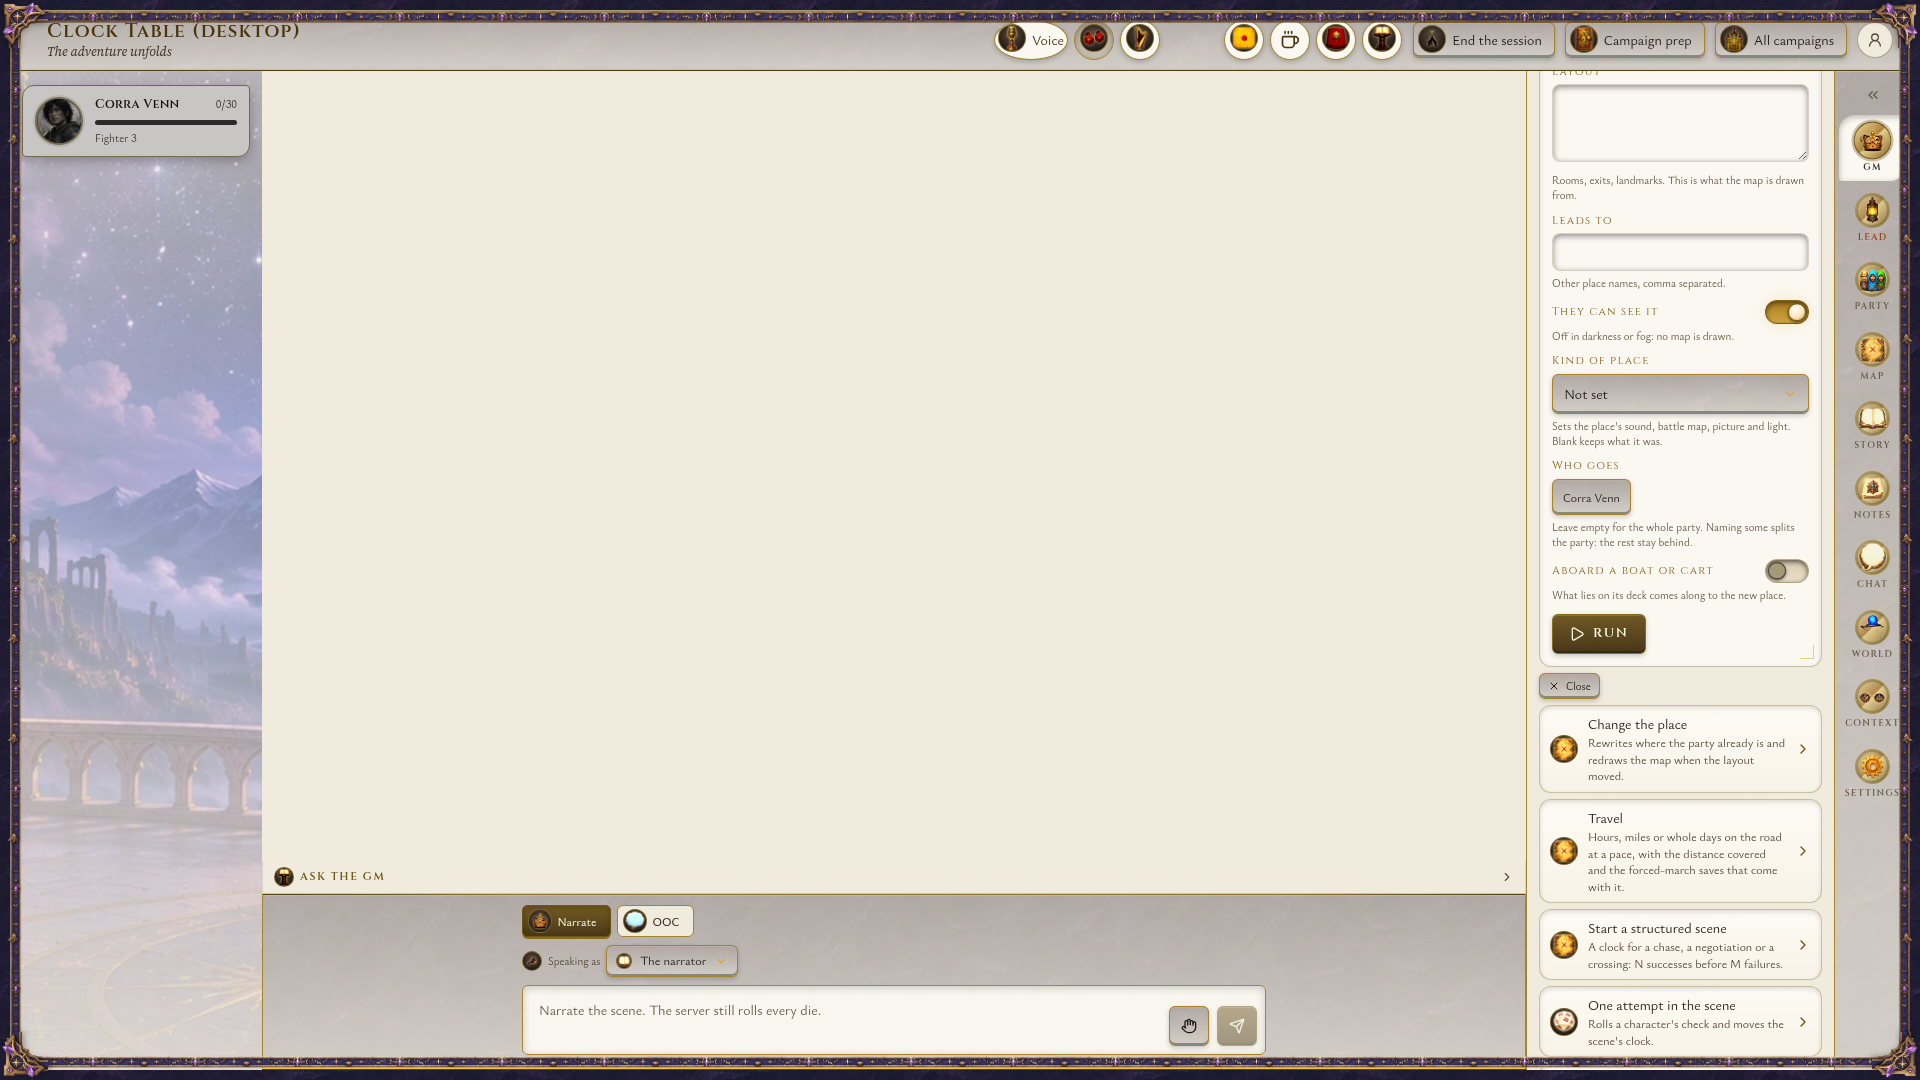 Clock Table (desktop)
The adventure unfolds
Voice
End the session
Campaign prep
All campaigns
Corra Venn
0/30
Fighter 3
Layout
Rooms, exits, landmarks. This is what the map is drawn
from.
Leads to
Other place names, comma separated.
They can see it
Off in darkness or fog: no map is drawn.
Kind of place
Not set
Sets the place's sound, battle map, picture and light.
Blank keeps what it was.
Who goes
Corra Venn
Leave empty for the whole party. Naming some splits
the party: the rest stay behind.
Aboard a boat or cart
What lies on its deck comes along to the new place.
RUN
Close
Change the place
Rewrites where the party already is and
redraws the map when the layout
moved.
Travel
Hours, miles or whole days on the road
at a pace, with the distance covered
and the forced-march saves that come
with it.
Start a structured scene
A clock for a chase, a negotiation or a
crossing: N successes before M failures.
One attempt in the scene
Rolls a character's check and moves the
scene's clock.
GM
LEAD
PARTY
MAP
STORY
NOTES
CHAT
WORLD
CONTEXT
SETTINGS
ASK THE GM
Narrate
OOC
Speaking as
The narrator
Narrate the scene. The server still rolls every die.